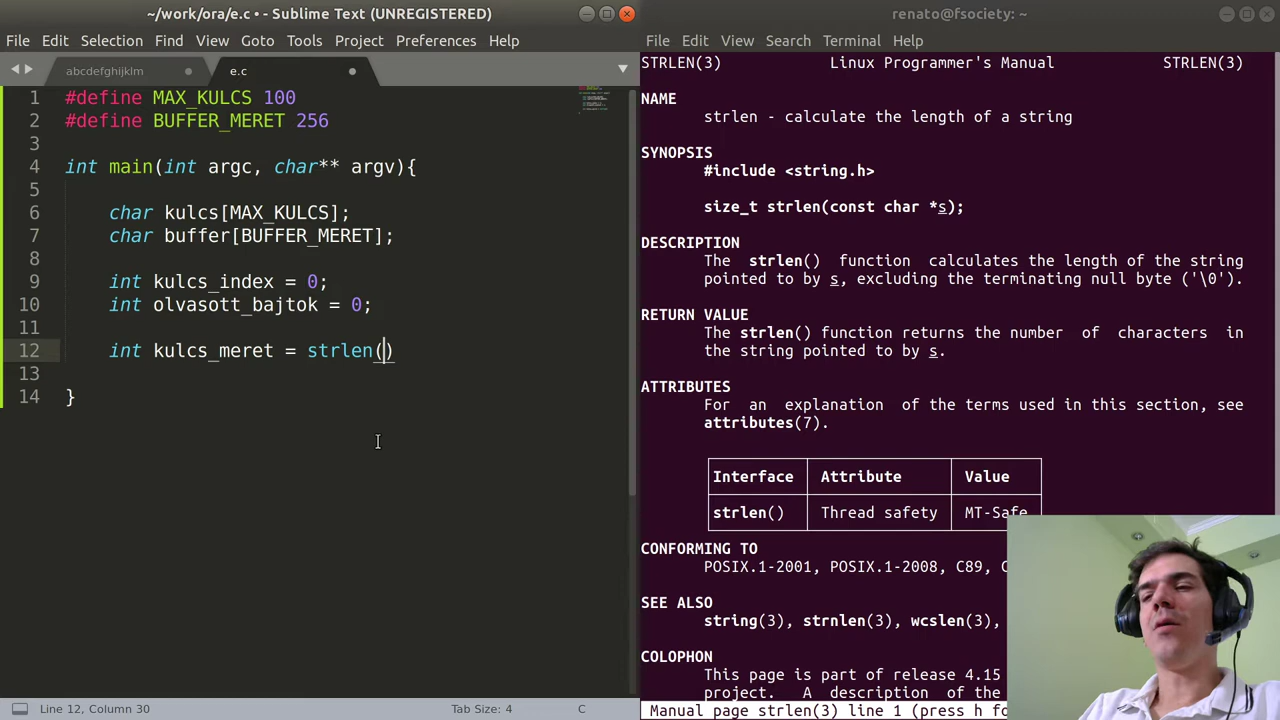 ~/work/ora/e.c • - Sublime Text (UNREGISTERED)
File Edit Selection Find View Goto Tools Project Preferences Help
abcdefghijklm
e.c
1 #define MAX_KULCS 100
2 #define BUFFER_MERET 256
3
4 int main(int argc, char** argv){
5
6 char kulcs[MAX_KULCS];
7 char buffer[BUFFER_MERET];
8
9 int kulcs_index = 0;
10 int olvasott_bajtok = 0;
11
12 int kulcs_meret = strlen()
13
14 }
Line 12, Column 30
Tab Size: 4
C
renato@fsociety: ~
File Edit View Search Terminal Help
STRLEN(3) Linux Programmer's Manual STRLEN(3)
NAME
strlen - calculate the length of a string
SYNOPSIS
#include <string.h>
size_t strlen(const char *s);
DESCRIPTION
The strlen() function calculates the length of the string
pointed to by s, excluding the terminating null byte ('\0').
RETURN VALUE
The strlen() function returns the number of characters in
the string pointed to by s.
ATTRIBUTES
For an explanation of the terms used in this section, see
attributes(7).
Interface Attribute Value
strlen() Thread safety MT-Safe
CONFORMING TO
POSIX.1-2001, POSIX.1-2008, C89,
SEE ALSO
string(3), strnlen(3), wcslen(3),
COLOPHON
This page is part of release 4.15
project. A description of the
Manual page strlen(3) line 1 (press h